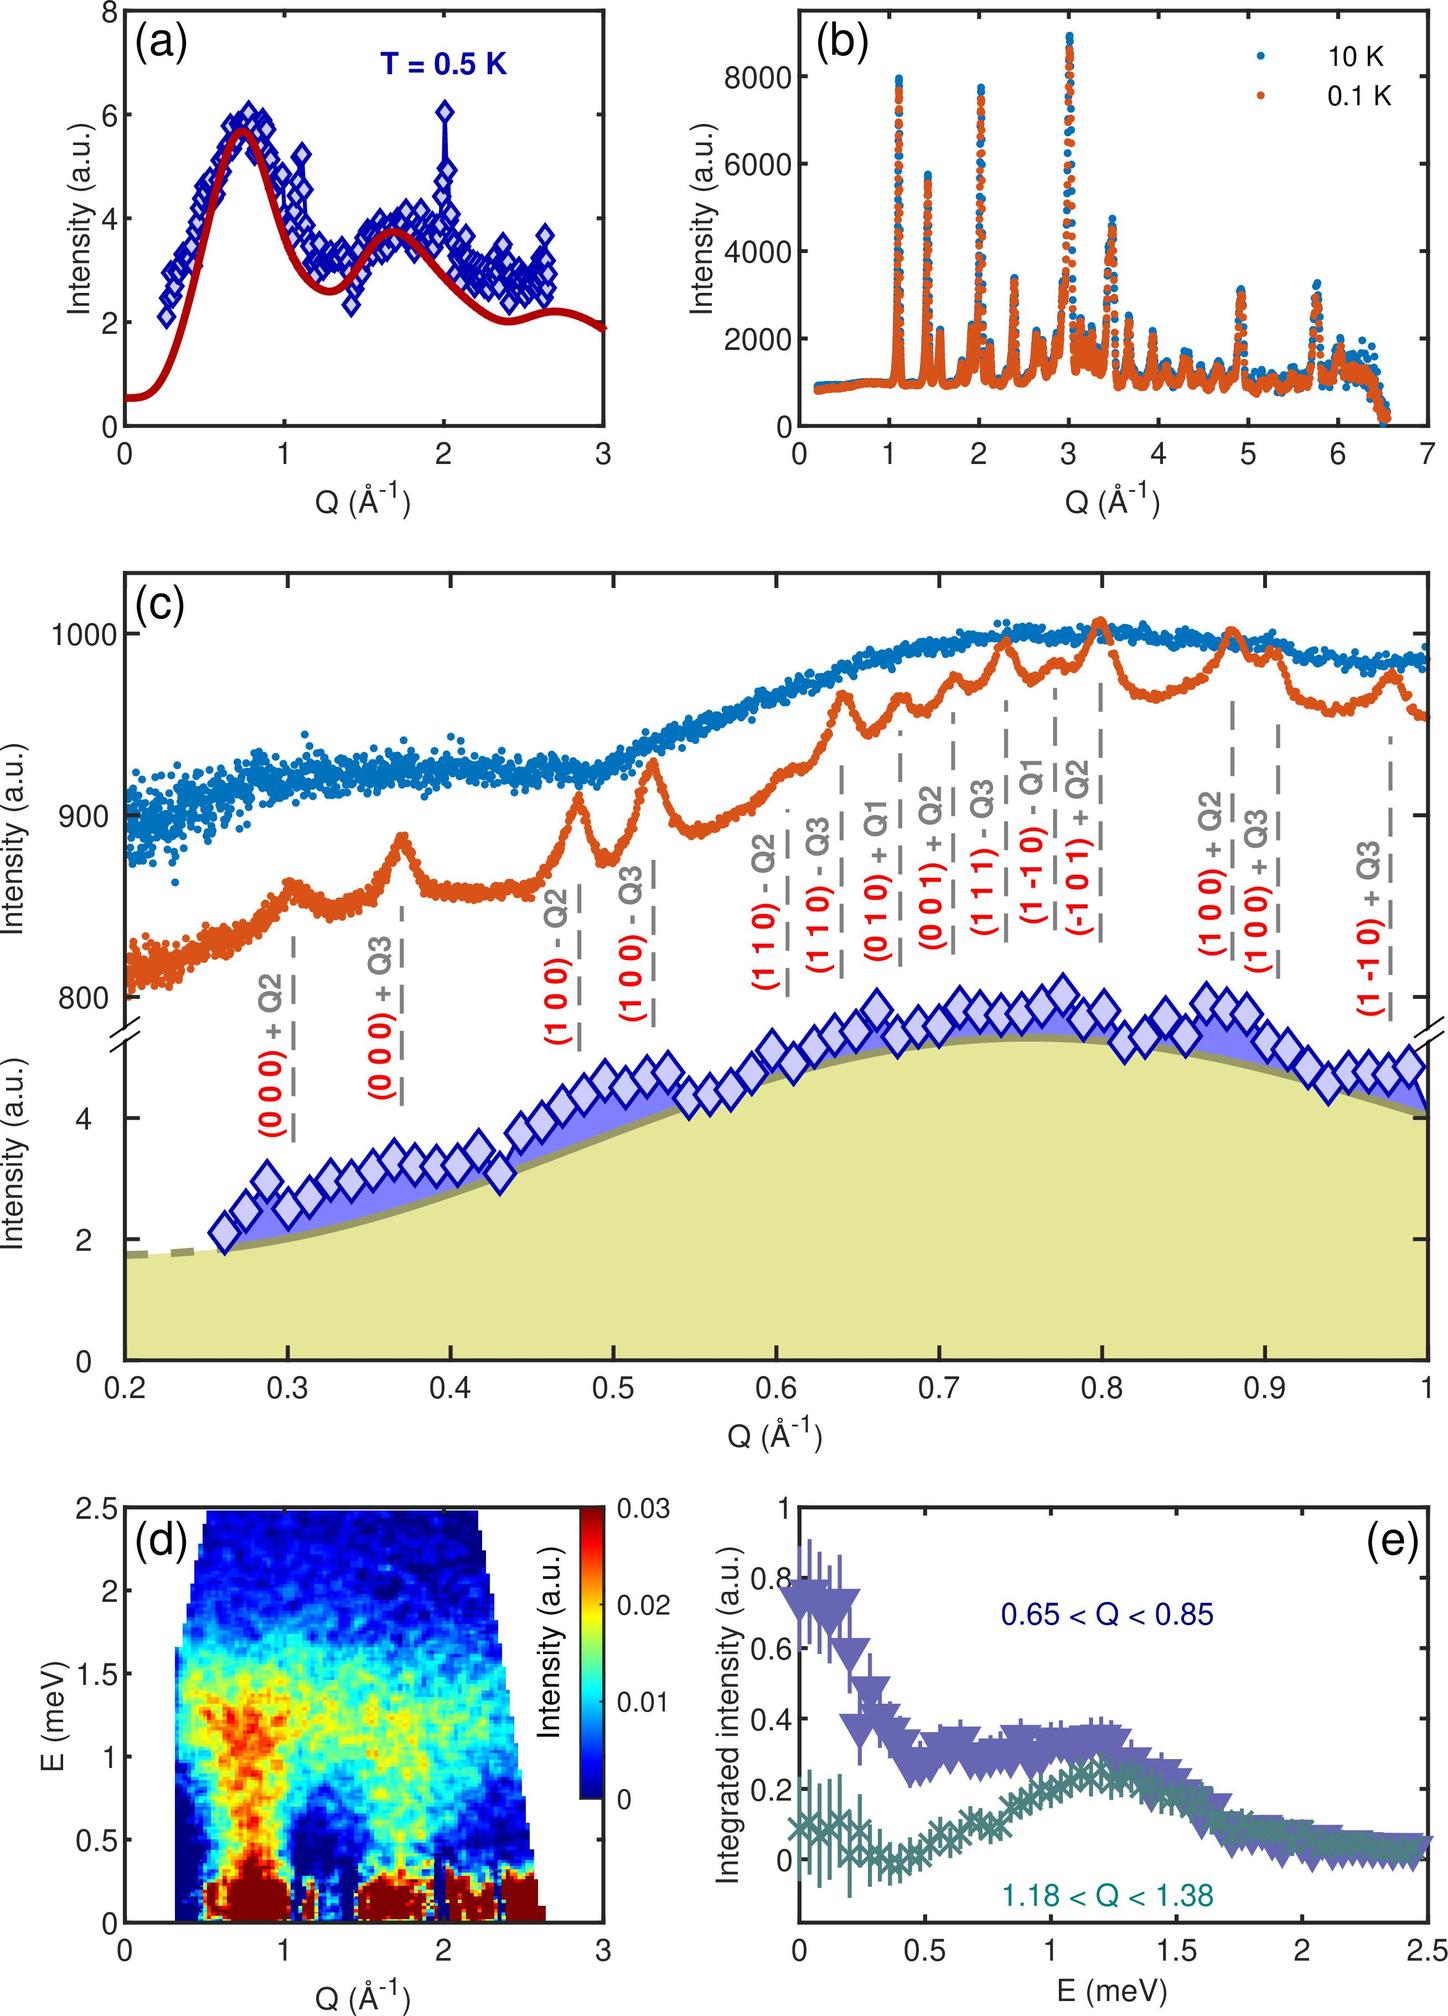 (a)
T = 0.5 K
8
6
4
2
0
Intensity (a.u.)
0 1 2 3
Q (Å-1)
(b)
10 K
0.1 K
8000
6000
4000
2000
0
Intensity (a.u.)
0 1 2 3 4 5 6 7
Q (Å-1)
(c)
1000
900
800
Intensity (a.u.)
4
2
0
Intensity (a.u.)
(0 0 0) + Q2
(0 0 0) + Q3
(1 0 0) - Q2
(1 0 0) - Q3
(1 1 0) - Q2
(1 1 0) - Q3
(0 1 0) + Q1
(0 0 1) + Q2
(1 1 1) - Q3
(1 -1 0) - Q1
(-1 0 1) + Q2
(1 0 0) + Q2
(1 0 0) + Q3
(1 -1 0) + Q3
0.2 0.3 0.4 0.5 0.6 0.7 0.8 0.9 1
Q (Å-1)
(d)
2.5
2
1.5
1
0.5
0
E (meV)
0 1 2 3
Q (Å-1)
Intensity (a.u.)
0.03
0.02
0.01
0
(e)
1
0.8
0.6
0.4
0.2
0
Integrated intensity (a.u.)
0.65 < Q < 0.85
1.18 < Q < 1.38
0 0.5 1 1.5 2 2.5
E (meV)